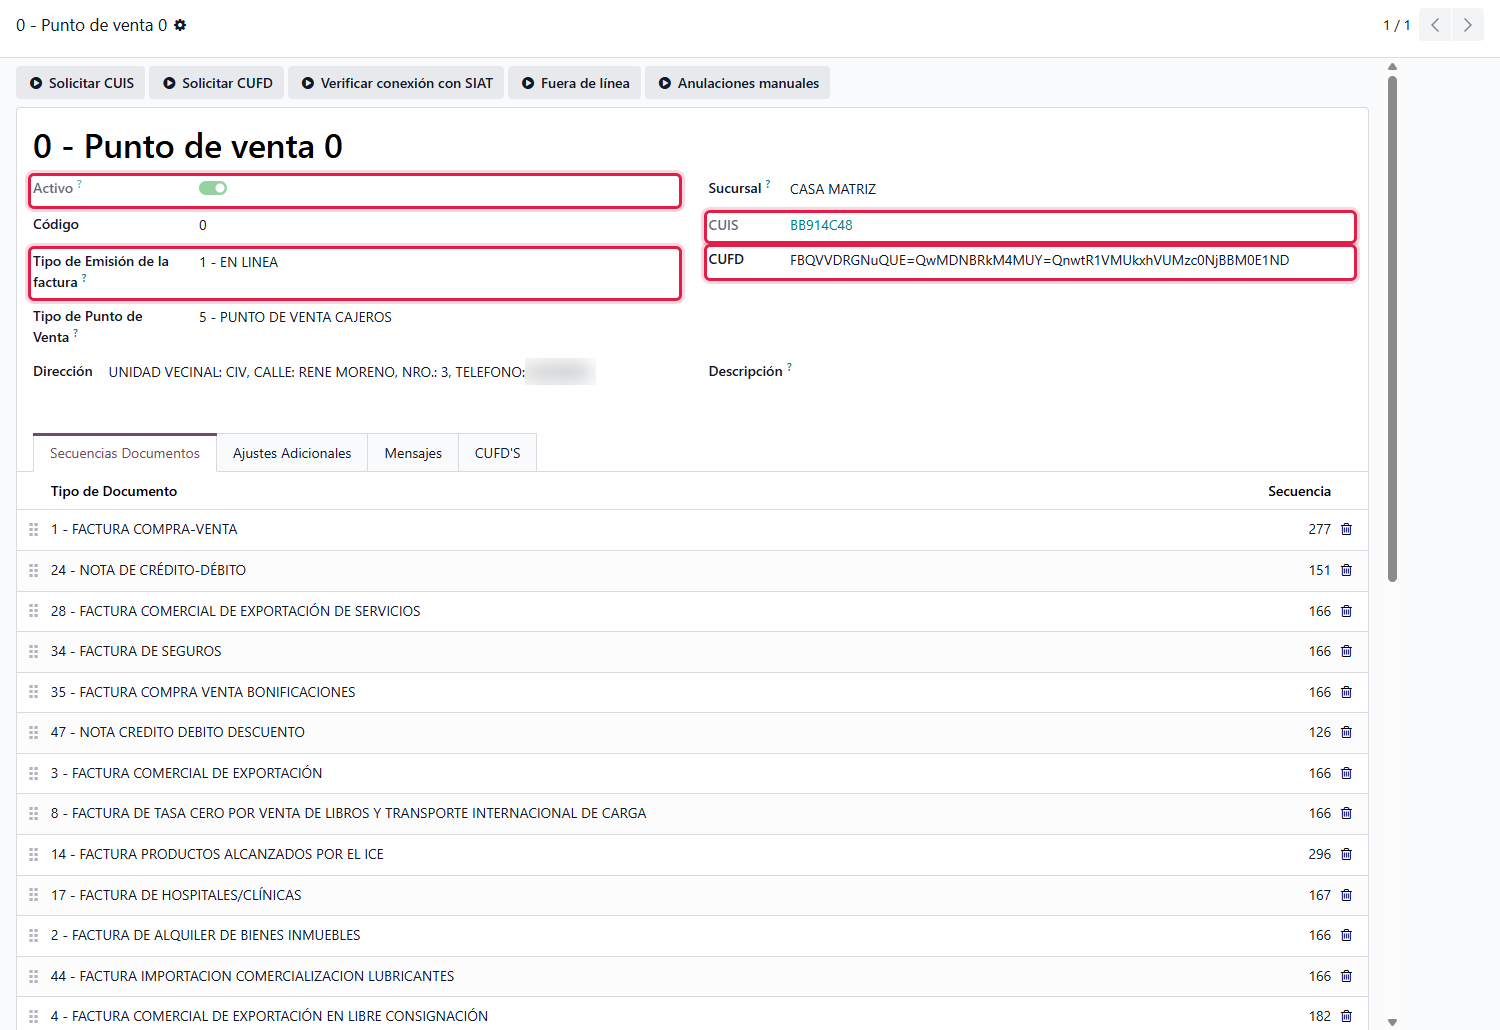 0 - Punto de venta 0
1 / 1
Solicitar CUIS
Solicitar CUFD
Verificar conexión con SIAT
Fuera de línea
Anulaciones manuales
0 - Punto de venta 0
Activo ?
Sucursal ? CASA MATRIZ
Código 0
CUIS BB914C48
Tipo de Emisión de la factura ? 1 - EN LINEA
CUFD FBQVVDRGNuQUE=QwMDNBRkM4MUY=QnwtR1VMUkxhVUMzc0NjBBM0E1ND
Tipo de Punto de Venta ? 5 - PUNTO DE VENTA CAJEROS
Dirección UNIDAD VECINAL: CIV, CALLE: RENE MORENO, NRO.: 3, TELEFONO:
Descripción ?
Secuencias Documentos
Ajustes Adicionales
Mensajes
CUFD'S
Tipo de Documento Secuencia
1 - FACTURA COMPRA-VENTA 277
24 - NOTA DE CRÉDITO-DÉBITO 151
28 - FACTURA COMERCIAL DE EXPORTACIÓN DE SERVICIOS 166
34 - FACTURA DE SEGUROS 166
35 - FACTURA COMPRA VENTA BONIFICACIONES 166
47 - NOTA CREDITO DEBITO DESCUENTO 126
3 - FACTURA COMERCIAL DE EXPORTACIÓN 166
8 - FACTURA DE TASA CERO POR VENTA DE LIBROS Y TRANSPORTE INTERNACIONAL DE CARGA 166
14 - FACTURA PRODUCTOS ALCANZADOS POR EL ICE 296
17 - FACTURA DE HOSPITALES/CLÍNICAS 167
2 - FACTURA DE ALQUILER DE BIENES INMUEBLES 166
44 - FACTURA IMPORTACION COMERCIALIZACION LUBRICANTES 166
4 - FACTURA COMERCIAL DE EXPORTACIÓN EN LIBRE CONSIGNACIÓN 182